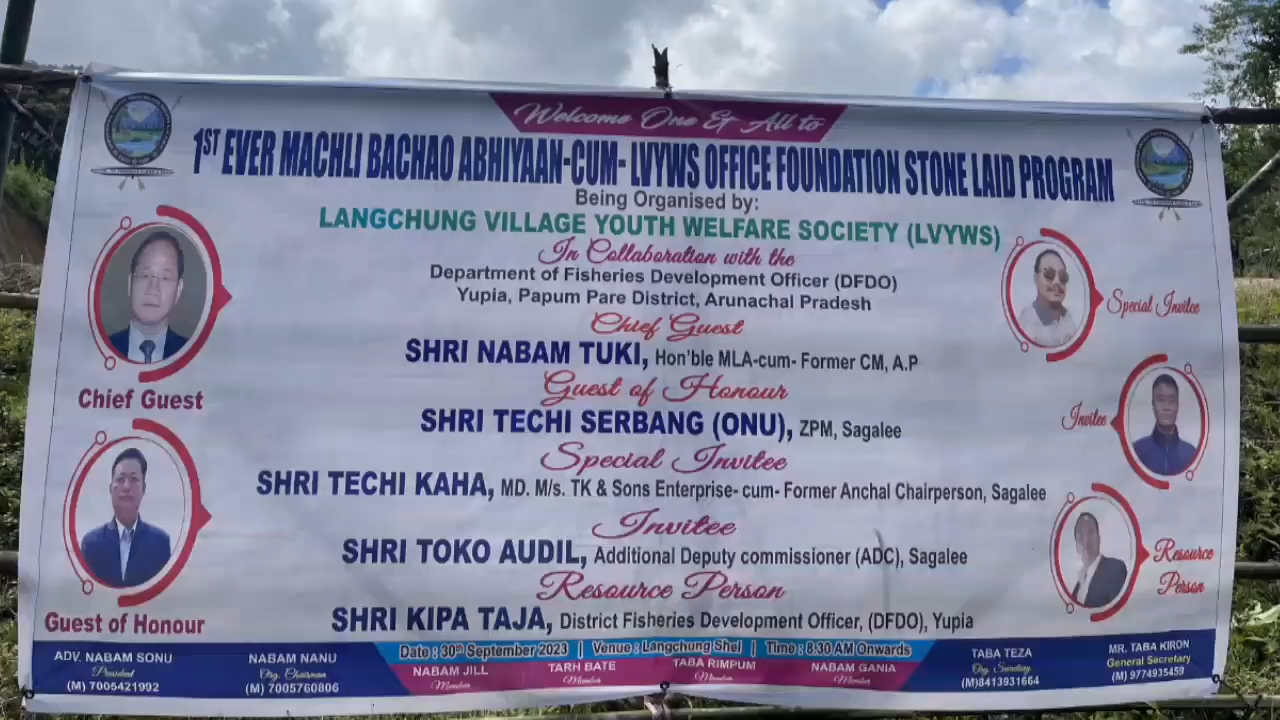 Welcome One & All to
1ST EVER MACHLI BACHAO ABHIYAAN-CUM- LVYWS OFFICE FOUNDATION STONE LAID PROGRAM
Being Organised by:
LANGCHUNG VILLAGE YOUTH WELFARE SOCIETY (LVYWS)
In Collaboration with the
Department of Fisheries Development Officer (DFDO)
Yupia, Papum Pare District, Arunachal Pradesh
Chief Guest
SHRI NABAM TUKI, Hon'ble MLA-cum- Former CM, A.P
Guest of Honour
SHRI TECHI SERBANG (ONU), ZPM, Sagalee
Special Invitee
SHRI TECHI KAHA, MD. M/s. TK & Sons Enterprise- cum- Former Anchal Chairperson, Sagalee
Invitee
SHRI TOKO AUDIL, Additional Deputy commissioner (ADC), Sagalee
Resource Person
SHRI KIPA TAJA, District Fisheries Development Officer, (DFDO), Yupia
Chief Guest
Guest of Honour
Special Invitee
Invitee
Resource
Person
Date : 30th September 2023 | Venue : Langchung Shel | Time : 8:30 AM Onwards
ADV. NABAM SONU
President
(M) 7005421992
NABAM NANU
Org. Chairman
(M) 7005760806
NABAM JILL
Member
TARH BATE
Member
TABA RIMPUM
Member
NABAM GANIA
Member
TABA TEZA
Org. Secretary
(M)8413931664
MR. TABA KIRON
General Secretary
(M) 9774935459